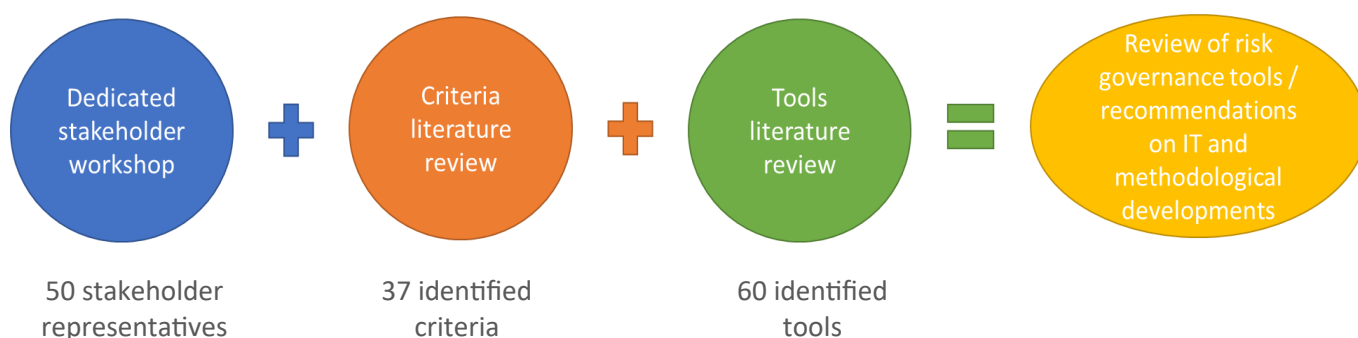 Dedicated
stakeholder
workshop
Criteria
literature
review
Tools
literature
review
Review of risk
governance tools /
recommendations
on IT and
methodological
developments
50 stakeholder
representatives
37 identified
criteria
60 identified
tools